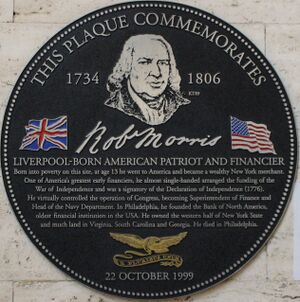 THIS PLAQUE COMMEMORATES
1734 1806
Robt Morris
LIVERPOOL-BORN AMERICAN PATRIOT AND FINANCIER
Born into poverty on this site, at age 13 he went to America and became a wealthy New York merchant.
One of America's greatest early financiers, he almost single-handed arranged the funding of the
War of Independence and was a signatory of the Declaration of Independence (1776).
He virtually controlled the operation of Congress, becoming Superintendent of Finance and
Head of the Navy Department. In Philadelphia, he founded the Bank of North America,
oldest financial institution in the USA. He owned the western half of New York State
and much land in Virginia, South Carolina and Georgia. He died in Philadelphia.
22 OCTOBER 1999